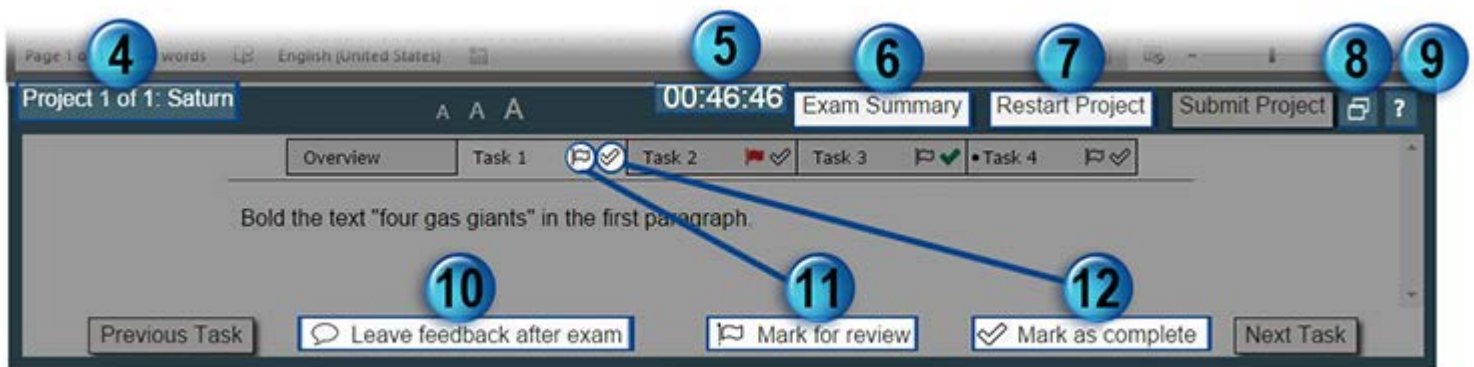 4 5 6 7 8 9
Page 1 o words English (United States)
Project 1 of 1: Saturn A A A 00:46:46 Exam Summary Restart Project Submit Project ?
Overview Task 1 Task 2 Task 3 •Task 4
Bold the text "four gas giants" in the first paragraph.
10 11 12
Previous Task Leave feedback after exam Mark for review Mark as complete Next Task